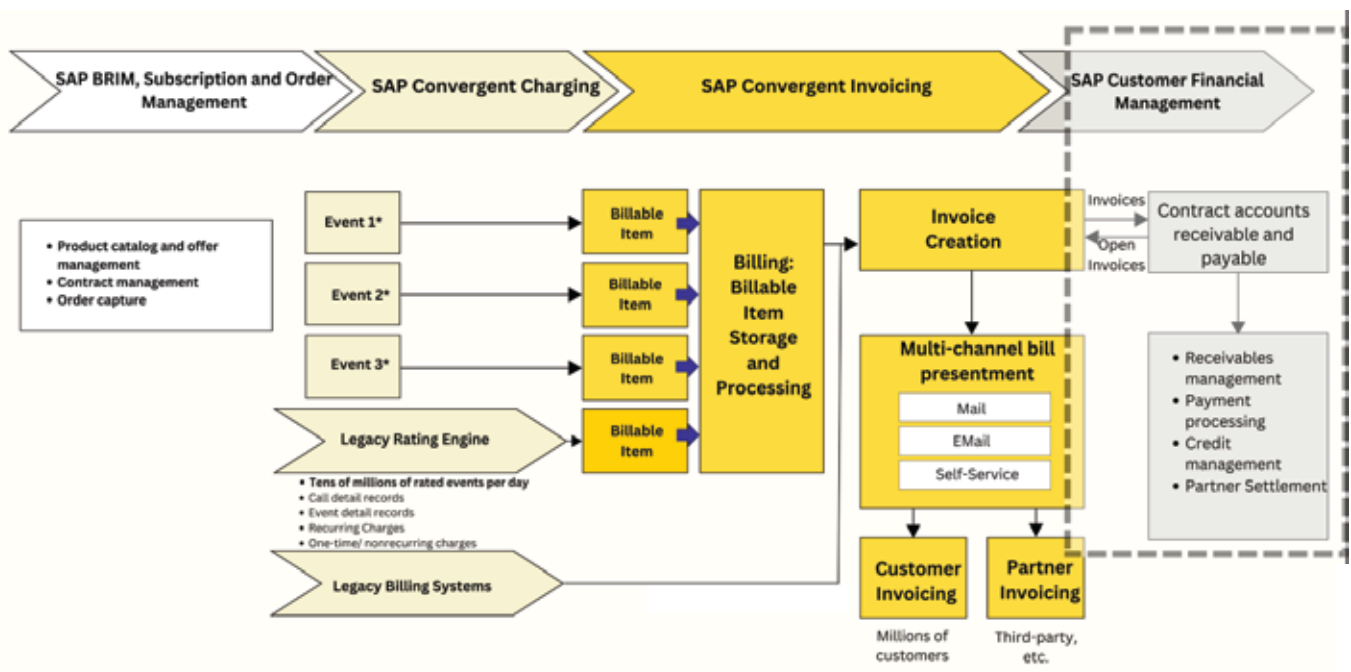 SAP BRIM, Subscription and Order
Management
SAP Convergent Charging
SAP Convergent Invoicing
SAP Customer Financial
Management
• Product catalog and offer
management
• Contract management
• Order capture
Event 1*
Event 2*
Event 3*
Legacy Rating Engine
• Tens of millions of rated events per day
• Call detail records
• Event detail records
• Recurring Charges
• One-time/ nonrecurring charges
Legacy Billing Systems
Billable
Item
Billable
Item
Billable
Item
Billable
Item
Billing:
Billable
Item
Storage
and
Processing
Invoice
Creation
Multi-channel bill
presentment
Mail
EMail
Self-Service
Customer
Invoicing
Millions of
customers
Partner
Invoicing
Third-party,
etc.
Invoices
Open
Invoices
Contract accounts
receivable and
payable
• Receivables
management
• Payment
processing
• Credit
management
• Partner Settlement